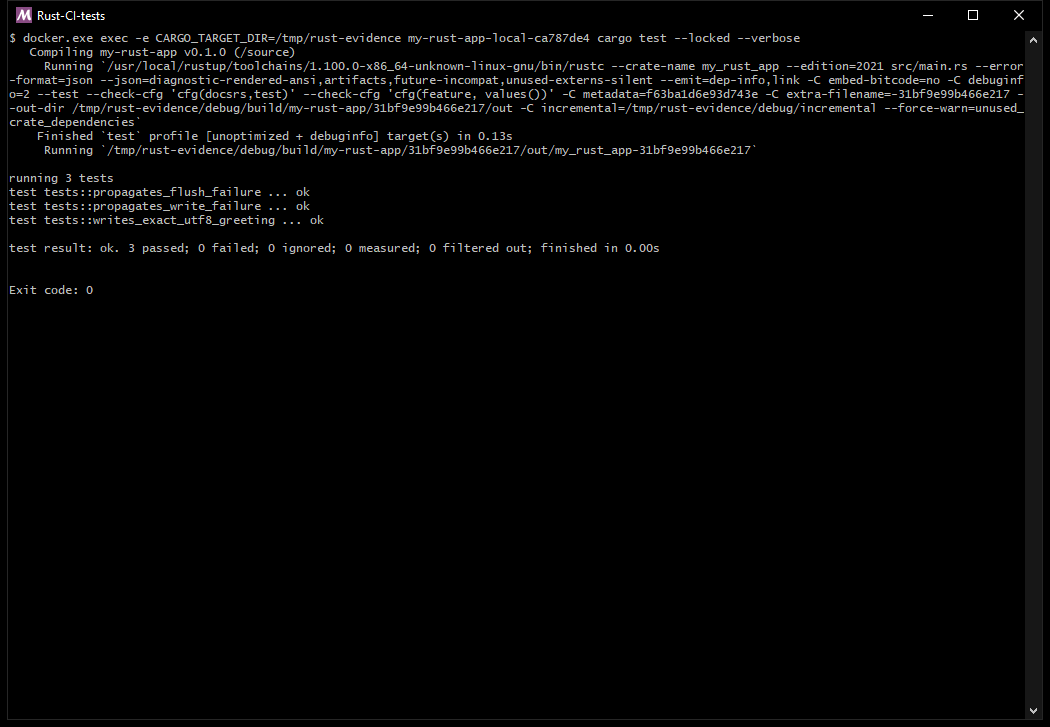 Rust-CI-tests
$ docker.exe exec -e CARGO_TARGET_DIR=/tmp/rust-evidence my-rust-app-local-ca787de4 cargo test --locked --verbose
   Compiling my-rust-app v0.1.0 (/source)
     Running `/usr/local/rustup/toolchains/1.100.0-x86_64-unknown-linux-gnu/bin/rustc --crate-name my_rust_app --edition=2021 src/main.rs --error
-format=json --json=diagnostic-rendered-ansi,artifacts,future-incompat,unused-externs-silent --emit=dep-info,link -C embed-bitcode=no -C debuginf
o=2 --test --check-cfg 'cfg(docsrs,test)' --check-cfg 'cfg(feature, values())' -C metadata=f63ba1d6e93d743e -C extra-filename=-31bf9e99b466e217 -
-out-dir /tmp/rust-evidence/debug/build/my-rust-app/31bf9e99b466e217/out -C incremental=/tmp/rust-evidence/debug/incremental --force-warn=unused_
crate_dependencies`
    Finished `test` profile [unoptimized + debuginfo] target(s) in 0.13s
     Running `/tmp/rust-evidence/debug/build/my-rust-app/31bf9e99b466e217/out/my_rust_app-31bf9e99b466e217`

running 3 tests
test tests::propagates_flush_failure ... ok
test tests::propagates_write_failure ... ok
test tests::writes_exact_utf8_greeting ... ok

test result: ok. 3 passed; 0 failed; 0 ignored; 0 measured; 0 filtered out; finished in 0.00s

Exit code: 0